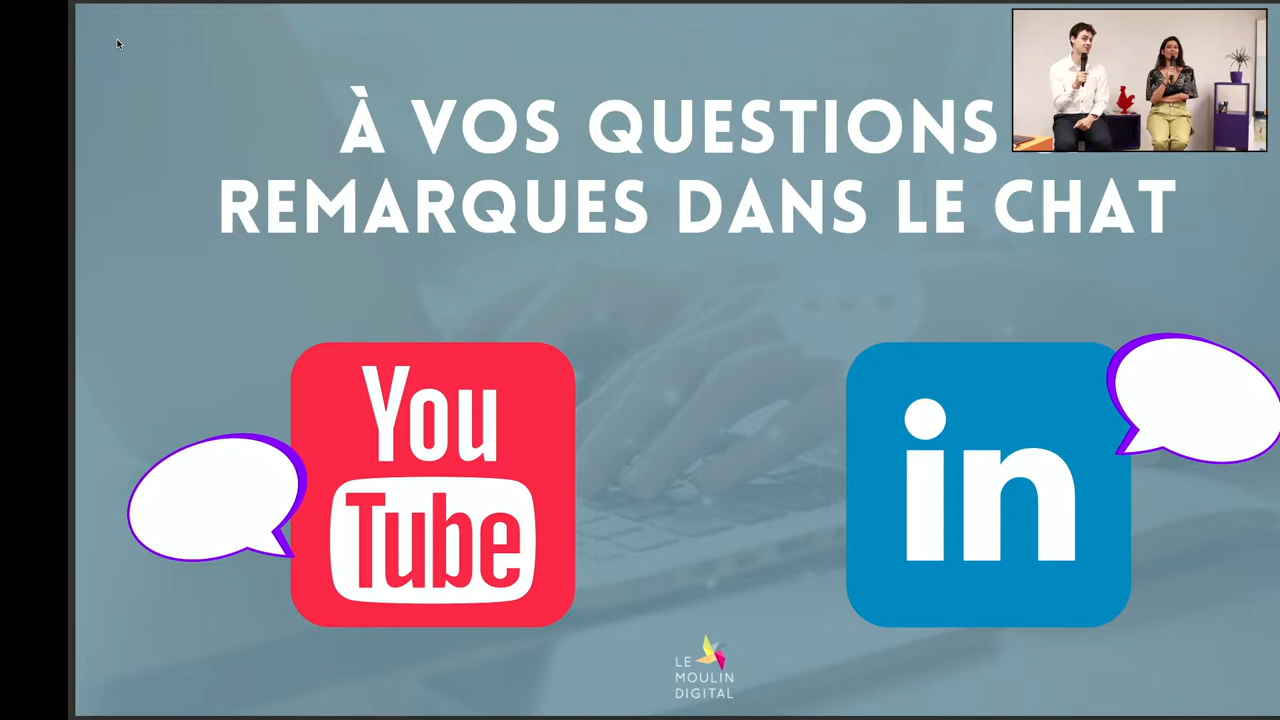 À VOS QUESTIONS
REMARQUES DANS LE CHAT
You
Tube
in
LE
MOULIN
DIGITAL